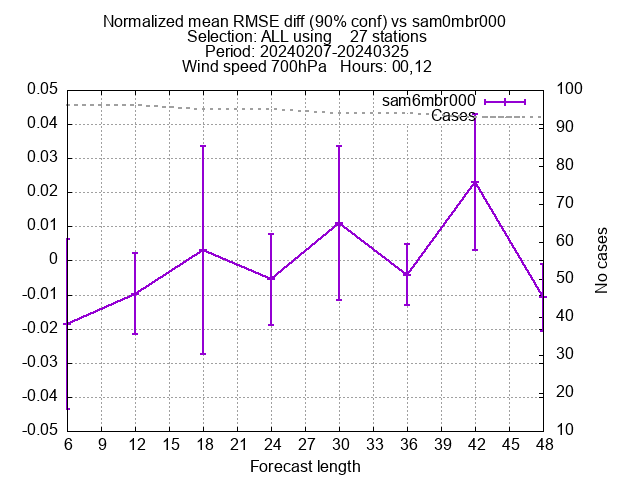 Normalized mean RMSE diff (90% conf) vs sam0mbr000
Selection: ALL using    27 stations
Period: 20240207-20240325
Wind speed 700hPa   Hours: 00,12
sam6mbr000
Cases
0.05
0.04
0.03
0.02
0.01
0
-0.01
-0.02
-0.03
-0.04
-0.05
100
90
80
70
60
50
40
30
20
10
No cases
6 9 12 15 18 21 24 27 30 33 36 39 42 45 48
Forecast length